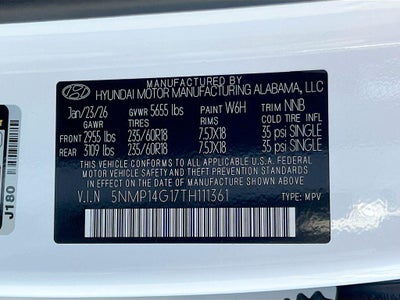 MANUFACTURED BY
HYUNDAI MOTOR MANUFACTURING ALABAMA, LLC
Jan/23/26 GVWR 5655 lbs PAINT W6H TRIM NNB
GAWR TIRES RIMS COLD TIRE PRESSURE
FRONT 2955 lbs 235/60R18 7.5JX18 35 psi SINGLE
REAR 3109 lbs 235/60R18 7.5JX18 35 psi SINGLE
THIS VEHICLE CONFORMS TO ALL APPLICABLE U.S.A. FEDERAL MOTOR
VEHICLE SAFETY AND THEFT PREVENTION STANDARDS IN EFFECT ON
THE DATE OF MANUFACTURE SHOWN ABOVE.
V.I.N 5NMP14G17TH111361
TYPE: MPV
J180